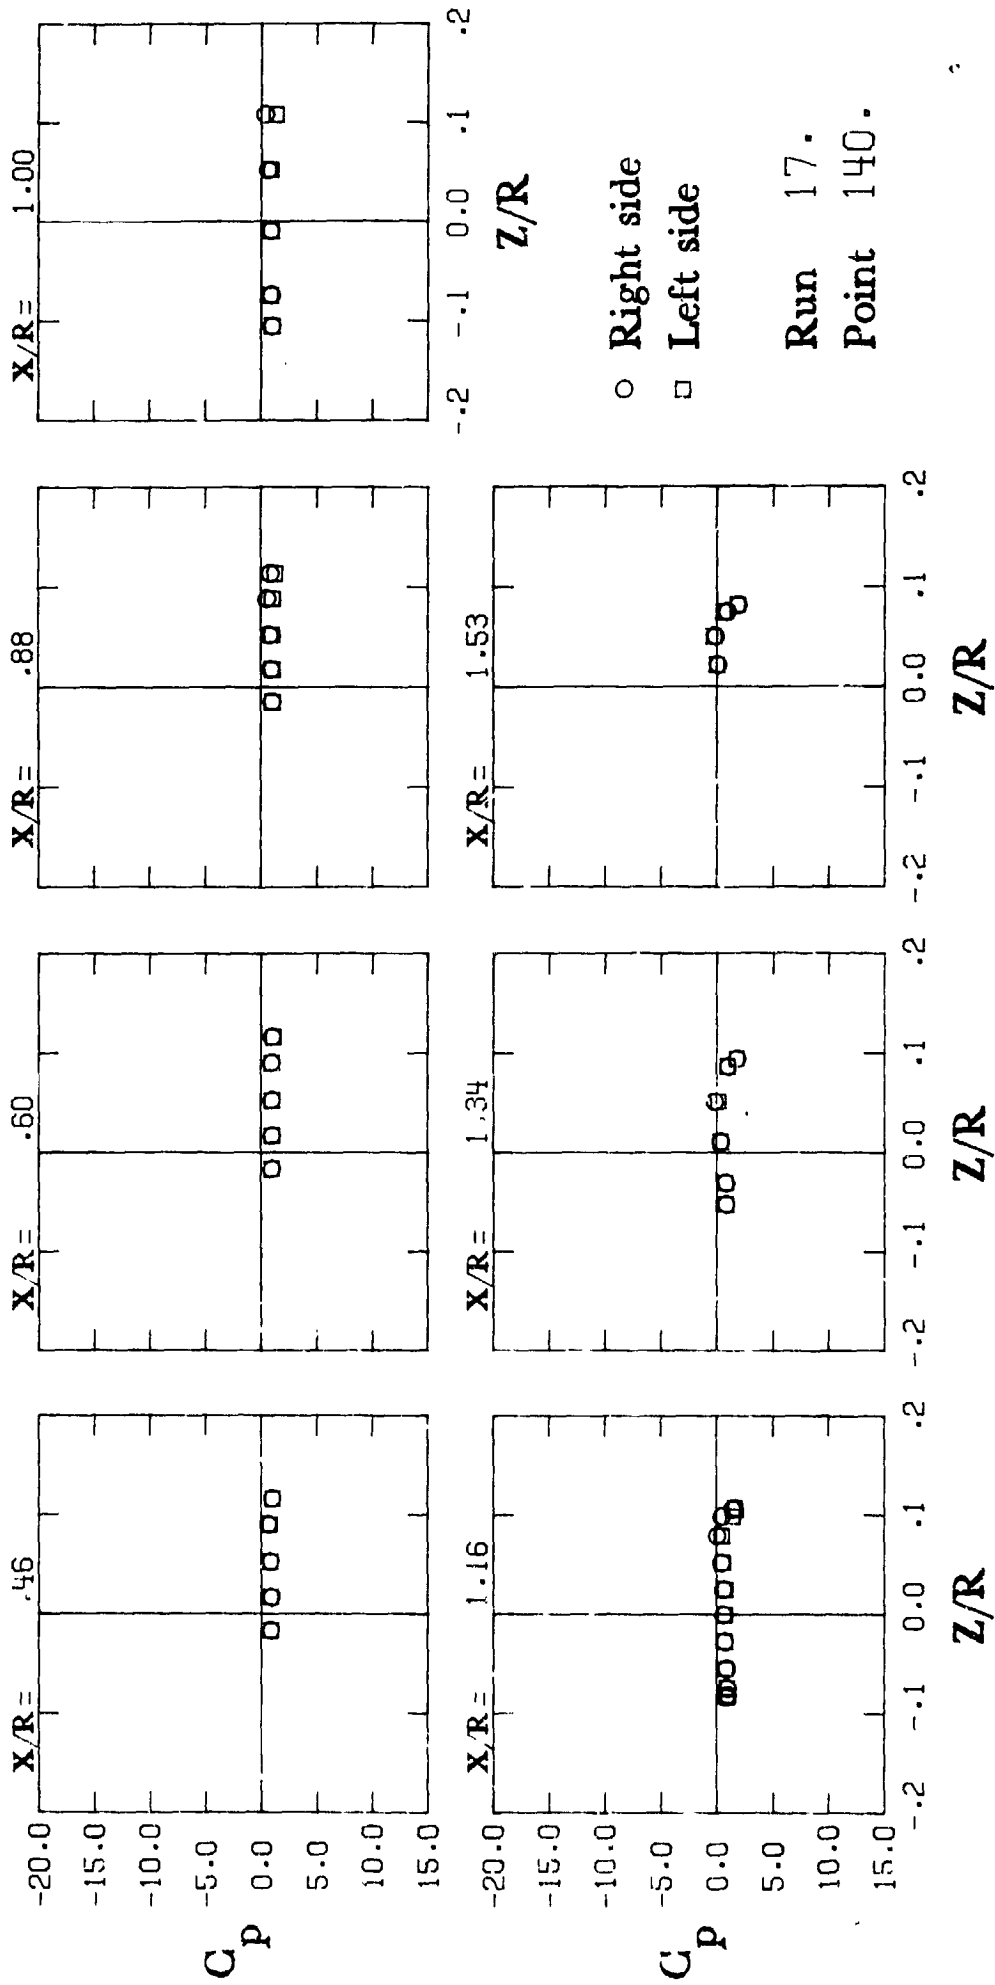 X/R= .46
X/R= .60
X/R= .88
X/R= 1.00
-20.0
-15.0
-10.0
-5.0
0.0
5.0
10.0
15.0
C p
-.2 -.1 0.0 .1 .2
Z/R
X/R= 1.16
X/R= 1.34
X/R= 1.53
-20.0
-15.0
-10.0
-5.0
0.0
5.0
10.0
15.0
C p
-.2 -.1 0.0 .1 .2
Z/R
-.2 -.1 0.0 .1 .2
Z/R
-.2 -.1 0.0 .1 .2
Z/R
Right side
Left side
Run 17.
Point 140.